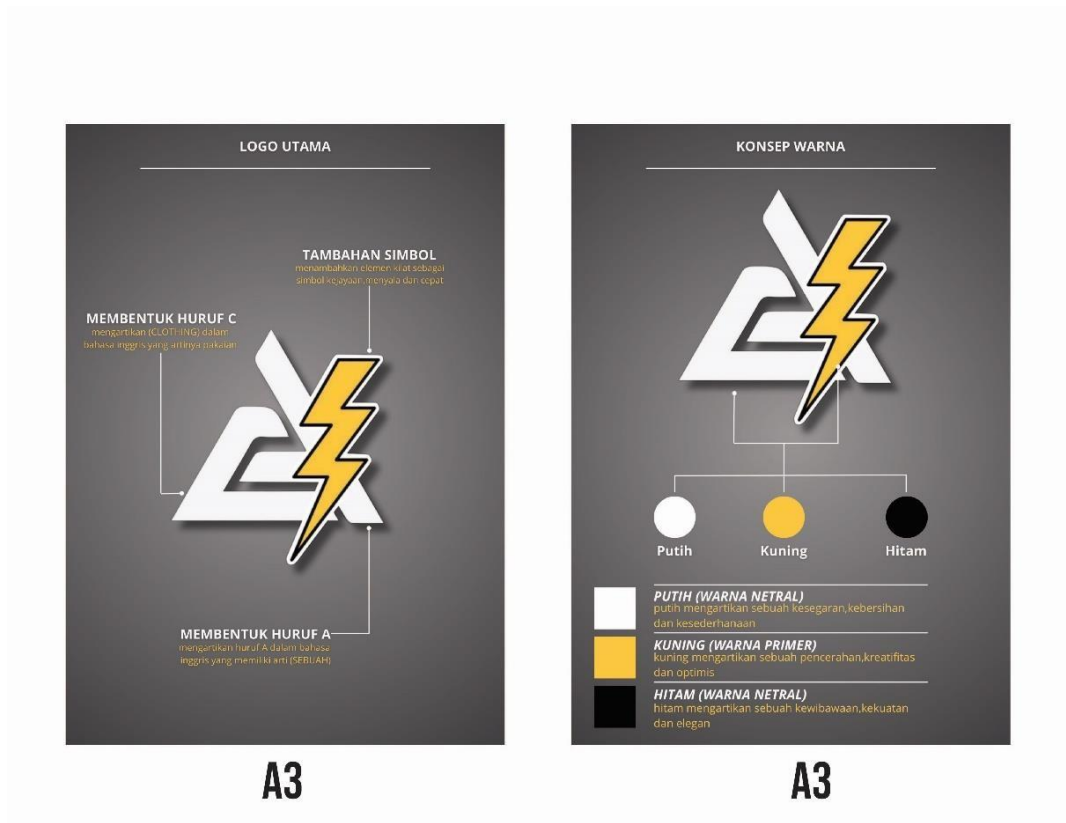 LOGO UTAMA
TAMBAHAN SIMBOL
menambahkan elemen kilat sebagai
simbol kejayaan,menyala dan cepat
MEMBENTUK HURUF C
mengartikan (CLOTHING) dalam
bahasa inggris yang artinya pakaian
MEMBENTUK HURUF A
mengartikan huruf A dalam bahasa
inggris yang memiliki arti (SEBUAH)
A3
KONSEP WARNA
Putih
Kuning
Hitam
PUTIH (WARNA NETRAL)
putih mengartikan sebuah kesegaran,kebersihan
dan kesederhanaan
KUNING (WARNA PRIMER)
kuning mengartikan sebuah pencerahan,kreatifitas
dan optimis
HITAM (WARNA NETRAL)
hitam mengartikan sebuah kewibawaan,kekuatan
dan elegan
A3